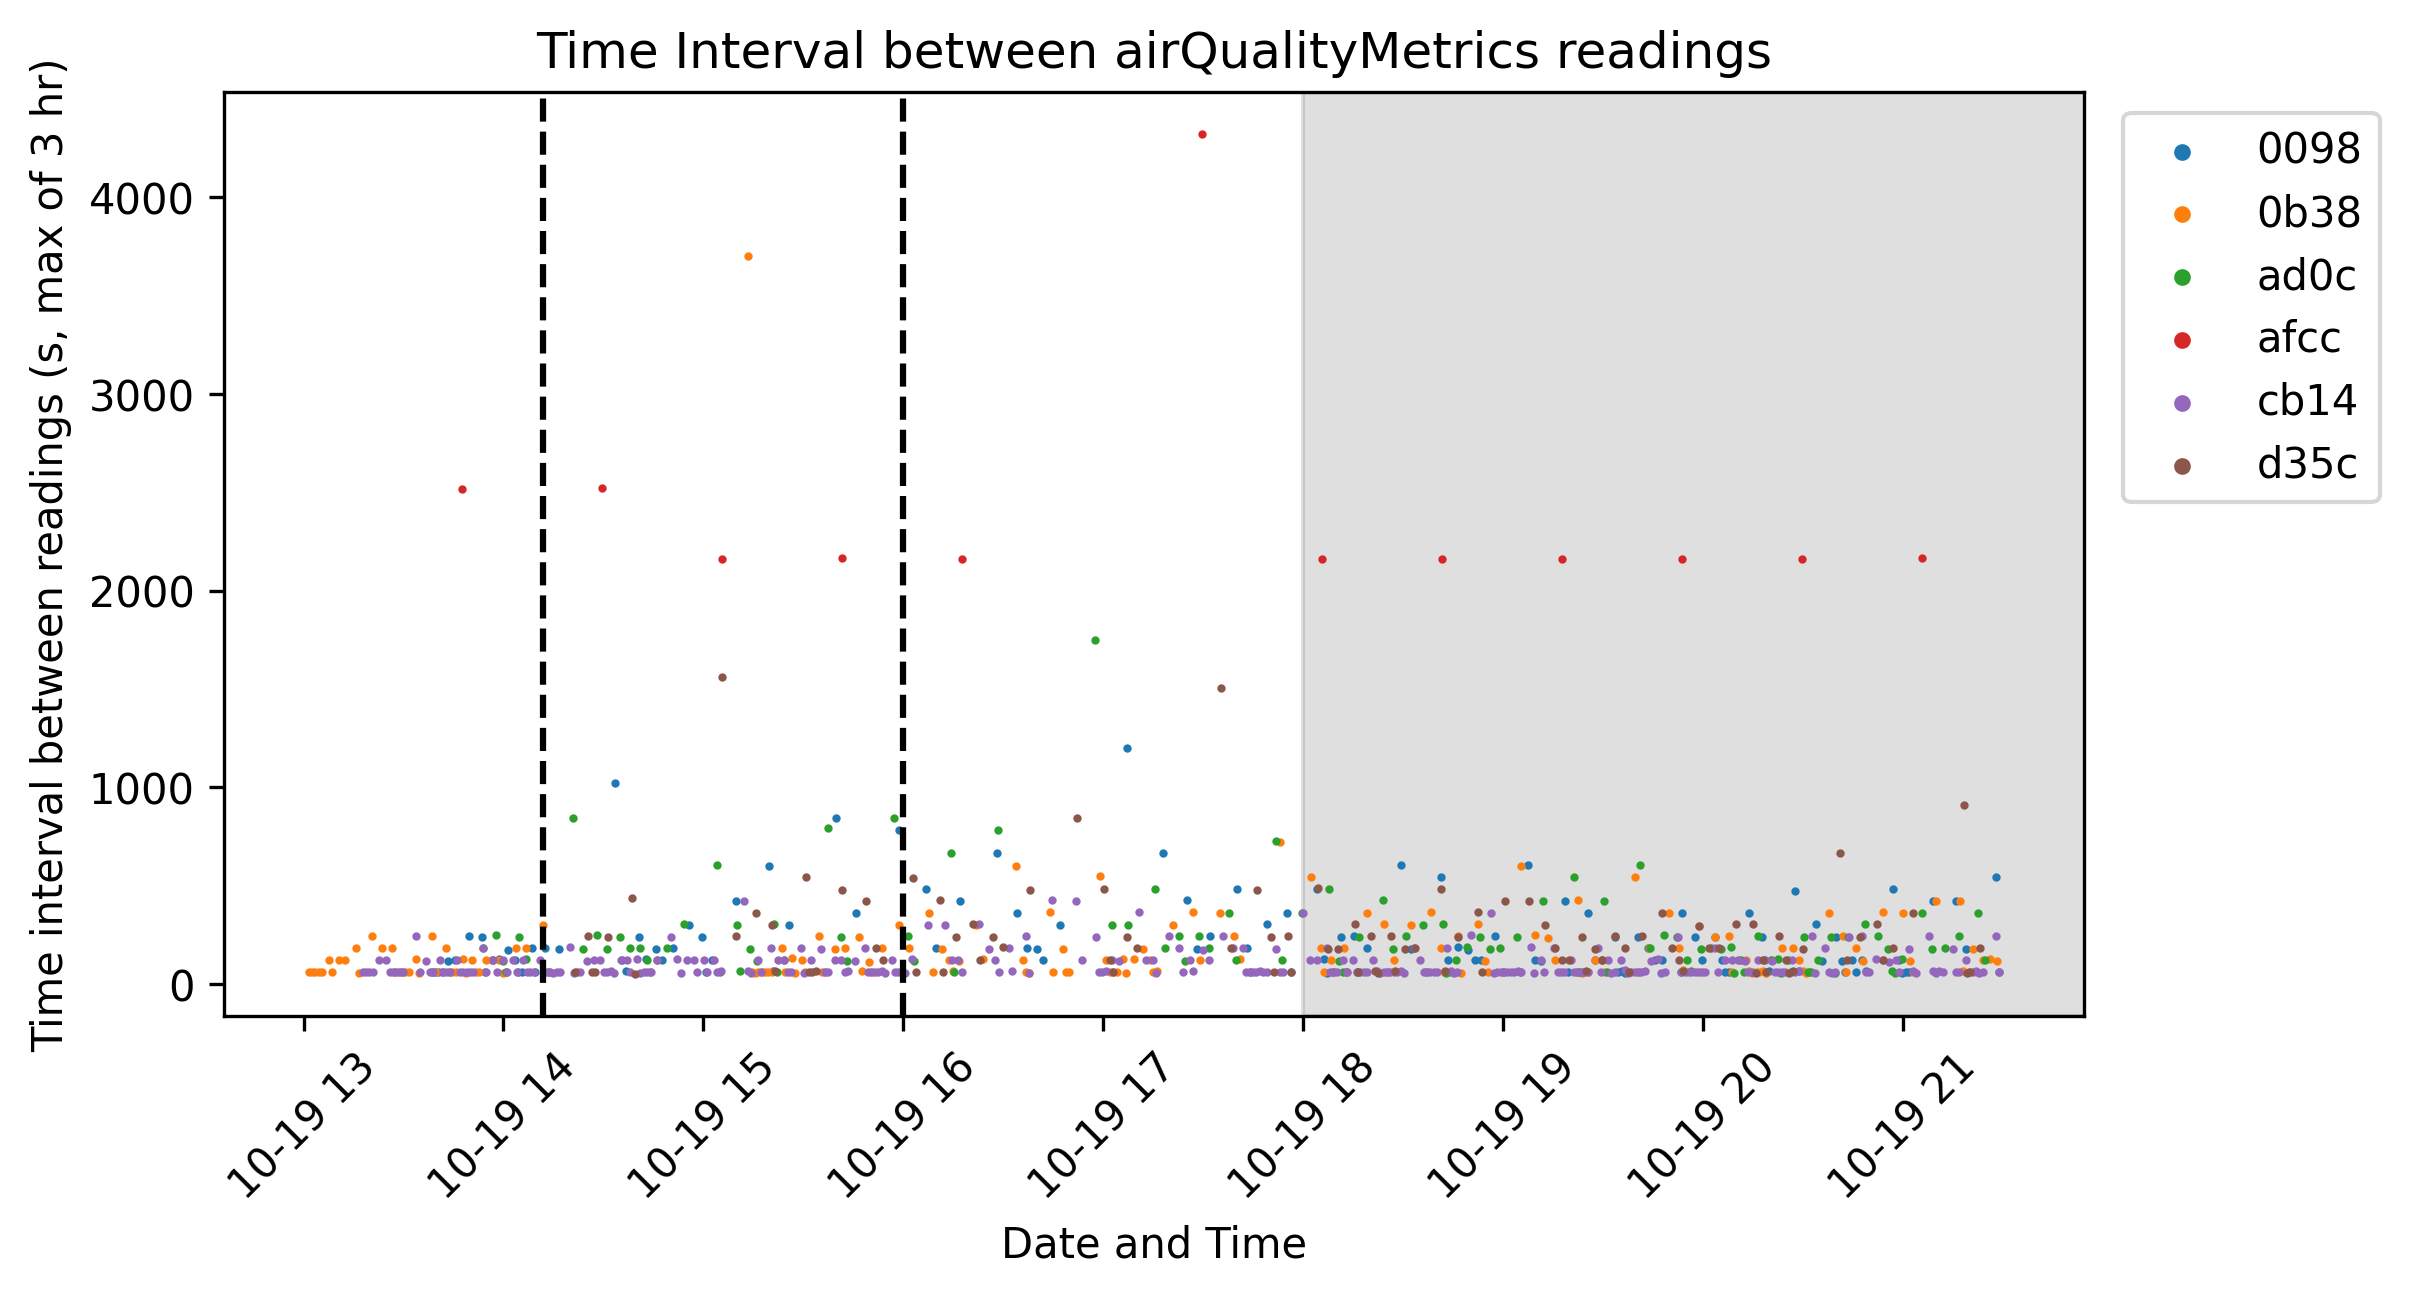 Time Interval between airQualityMetrics readings
Time interval between readings (s, max of 3 hr)
4000
3000
2000
1000
0
10-19 13
10-19 14
10-19 15
10-19 16
10-19 17
10-19 18
10-19 19
10-19 20
10-19 21
Date and Time
0098
0b38
ad0c
afcc
cb14
d35c